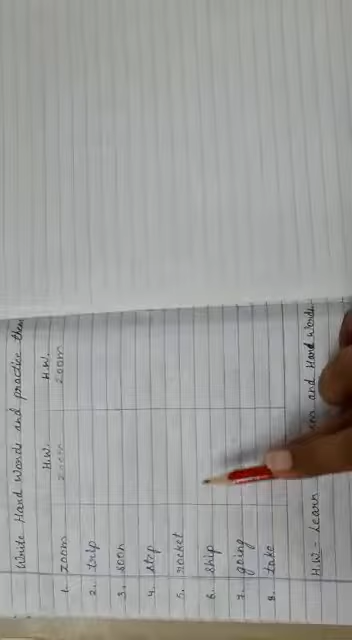 Write Hard Words and practice them
H.W. H.W.
1. zoom zoom zoom
2. trip
3. soon
4. stop
5. rocket
6. ship
7. going
8. take
H.W - Learn and Hard Words